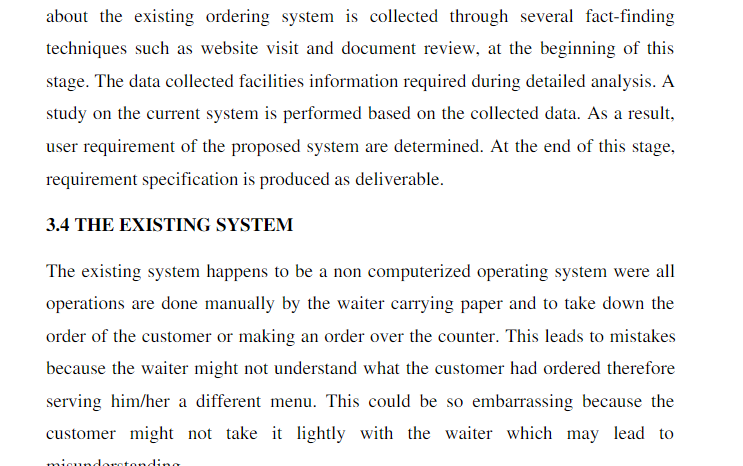 about the existing ordering system is collected through several fact-finding
techniques such as website visit and document review, at the beginning of this
stage. The data collected facilities information required during detailed analysis. A
study on the current system is performed based on the collected data. As a result,
user requirement of the proposed system are determined. At the end of this stage,
requirement specification is produced as deliverable.
3.4 THE EXISTING SYSTEM
The existing system happens to be a non computerized operating system were all
operations are done manually by the waiter carrying paper and to take down the
order of the customer or making an order over the counter. This leads to mistakes
because the waiter might not understand what the customer had ordered therefore
serving him/her a different menu. This could be so embarrassing because the
customer might not take it lightly with the waiter which may lead to